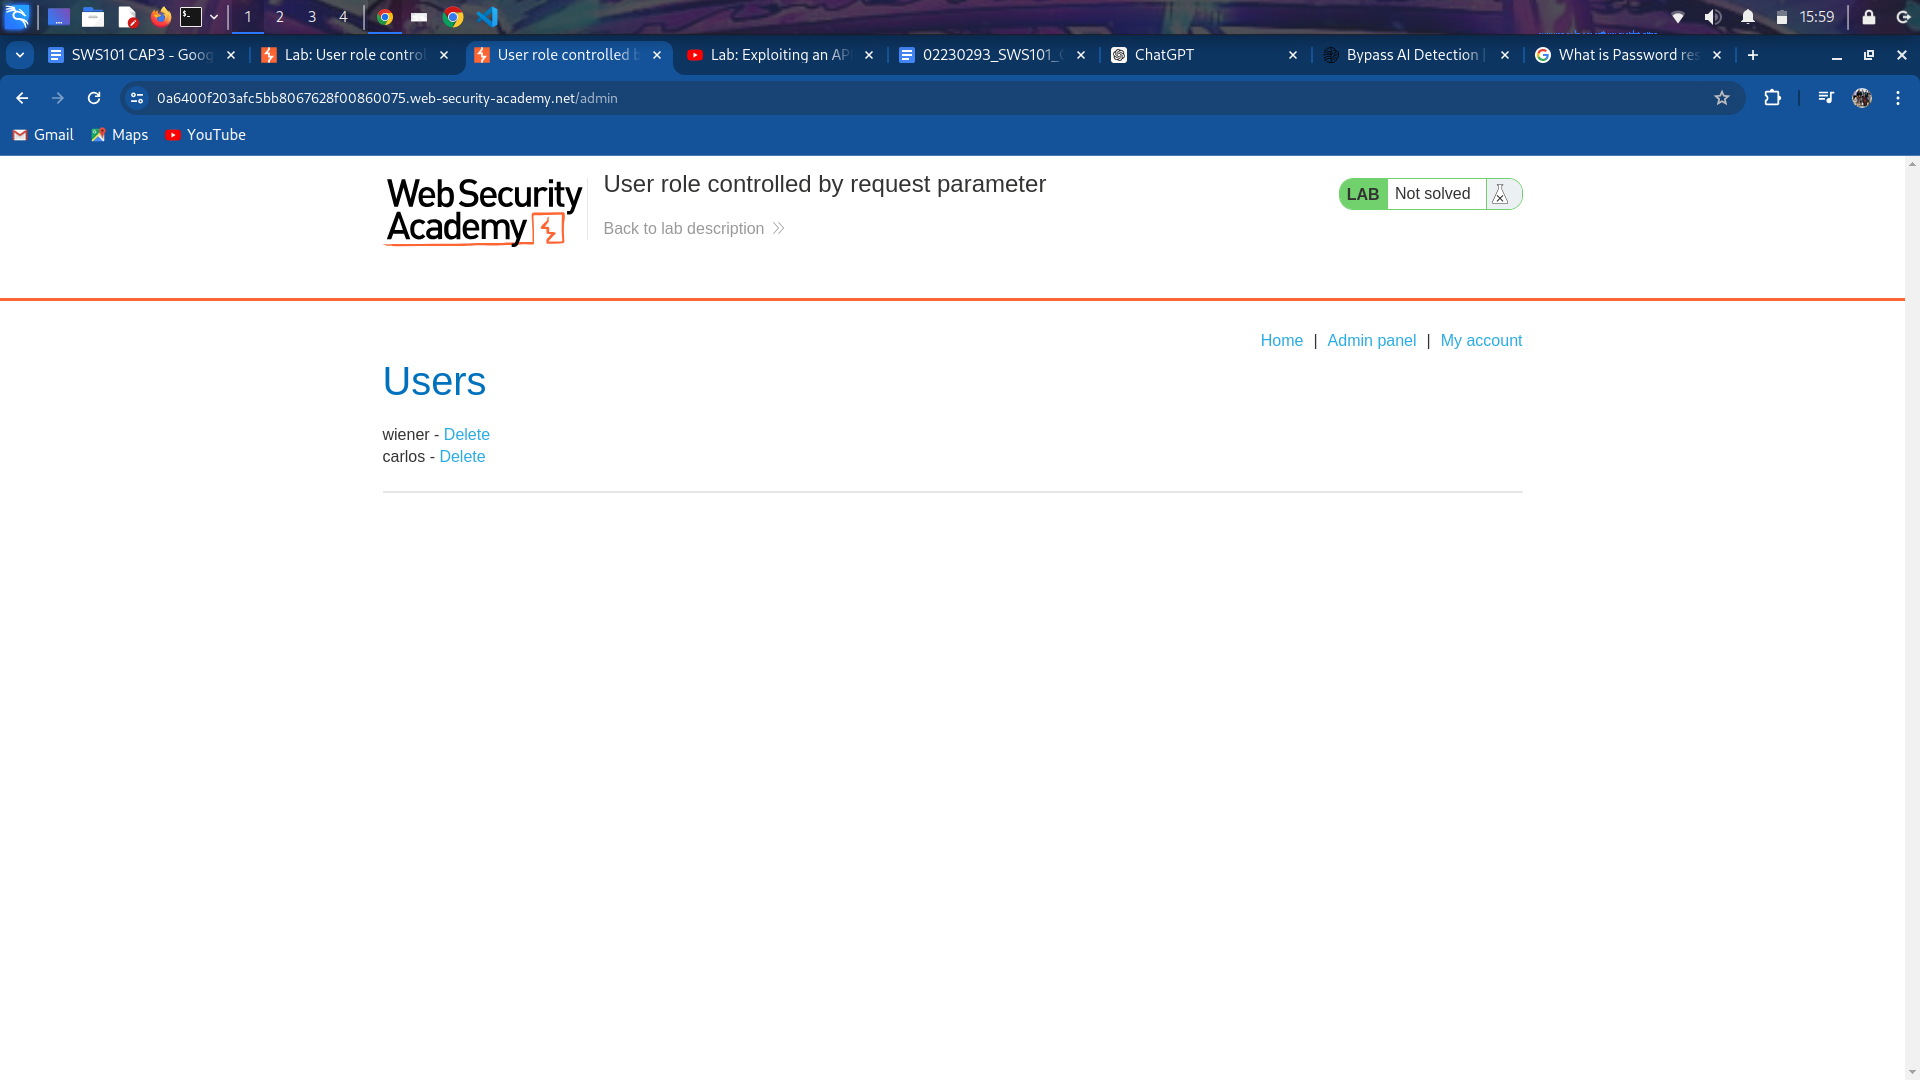 1 2 3 4 15:59
SWS101 CAP3 - Goog
Lab: User role control
User role controlled b
Lab: Exploiting an AP
02230293_SWS101_C
ChatGPT
Bypass AI Detection |
What is Password res
0a6400f203afc5bb8067628f00860075.web-security-academy.net/admin
Gmail Maps YouTube
Web Security
Academy
User role controlled by request parameter
Back to lab description
LAB Not solved
Home | Admin panel | My account
Users
wiener - Delete
carlos - Delete